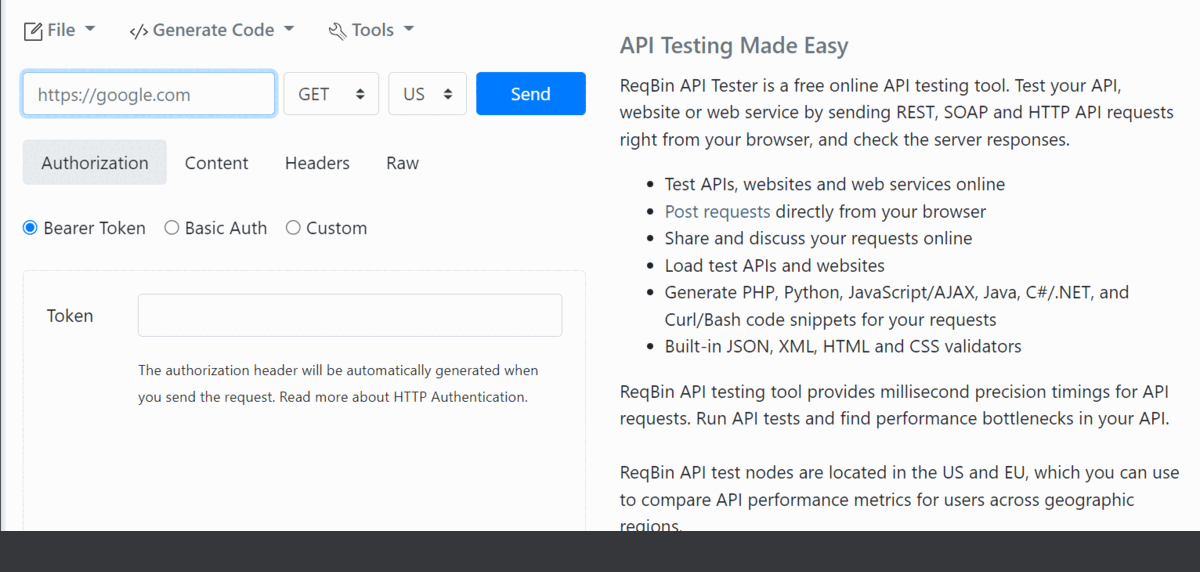 File
Generate Code
Tools
https://google.com
GET
US
Send
Authorization
Content
Headers
Raw
Bearer Token
Basic Auth
Custom
Token
The authorization header will be automatically generated when
you send the request. Read more about HTTP Authentication.
API Testing Made Easy
ReqBin API Tester is a free online API testing tool. Test your API,
website or web service by sending REST, SOAP and HTTP API requests
right from your browser, and check the server responses.
Test APIs, websites and web services online
Post requests directly from your browser
Share and discuss your requests online
Load test APIs and websites
Generate PHP, Python, JavaScript/AJAX, Java, C#/.NET, and
Curl/Bash code snippets for your requests
Built-in JSON, XML, HTML and CSS validators
ReqBin API testing tool provides millisecond precision timings for API
requests. Run API tests and find performance bottlenecks in your API.
ReqBin API test nodes are located in the US and EU, which you can use
to compare API performance metrics for users across geographic
regions.